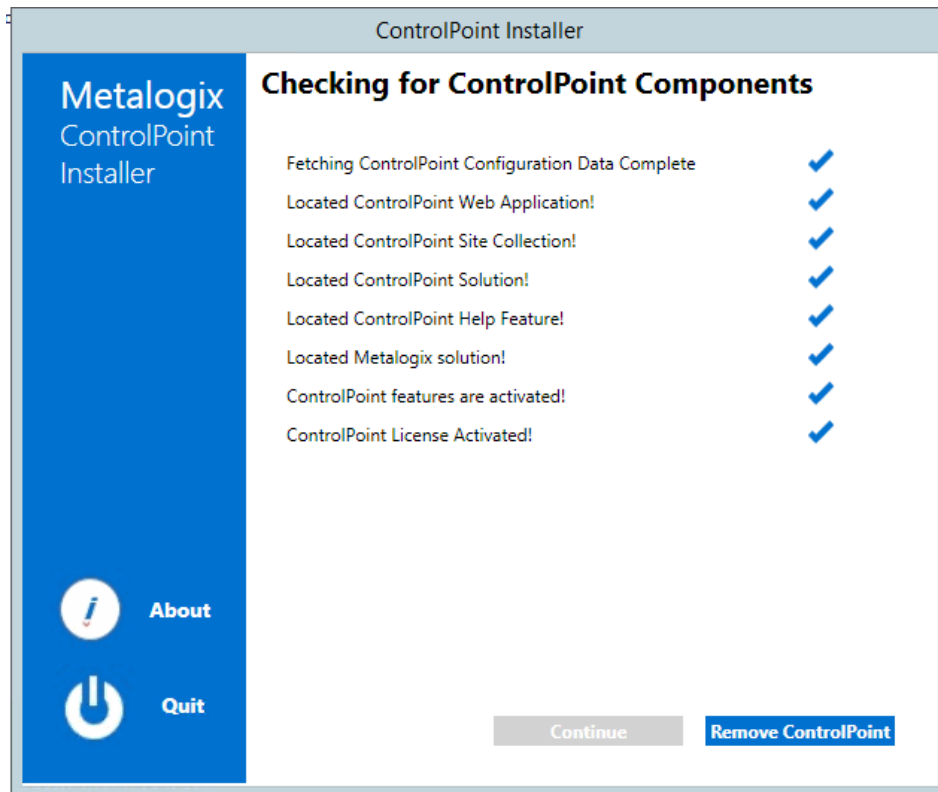 ControlPoint Installer
Metalogix
ControlPoint
Installer
Checking for ControlPoint Components
Fetching ControlPoint Configuration Data Complete
Located ControlPoint Web Application!
Located ControlPoint Site Collection!
Located ControlPoint Solution!
Located ControlPoint Help Feature!
Located Metalogix solution!
ControlPoint features are activated!
ControlPoint License Activated!
About
Quit
Continue
Remove ControlPoint